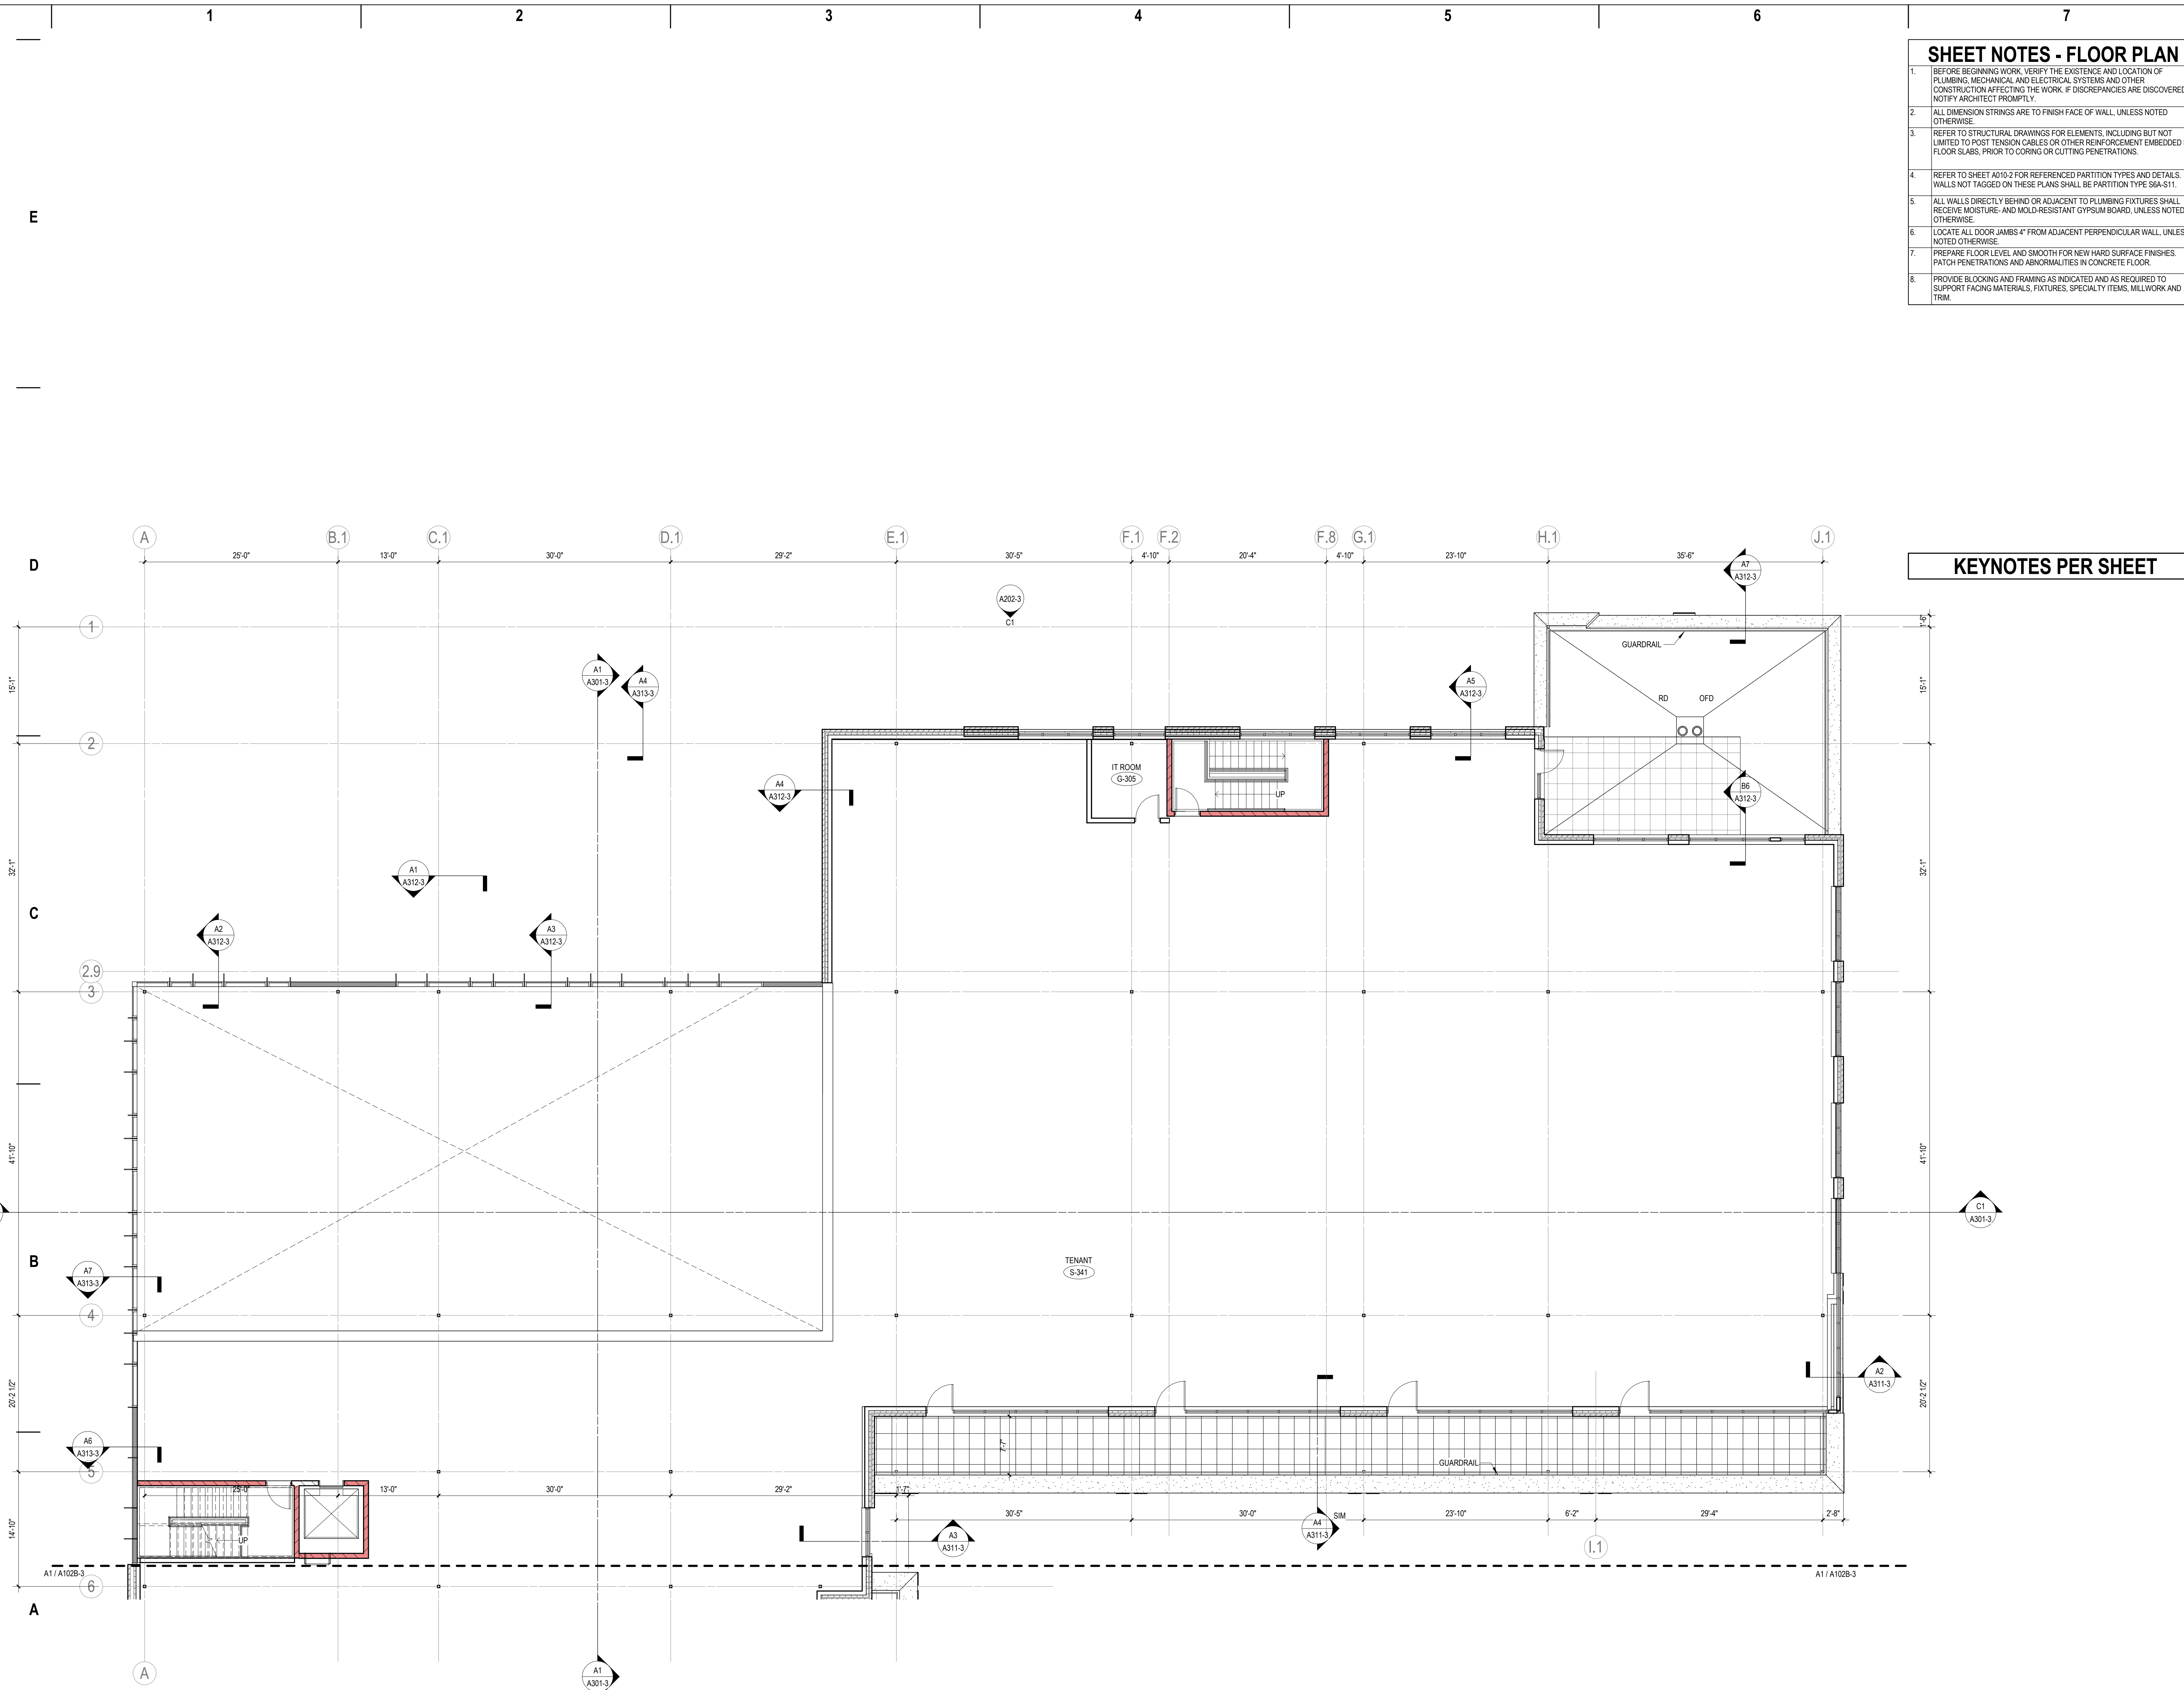 1 2 3 4 5 6 7
SHEET NOTES - FLOOR PLAN
1. BEFORE BEGINNING WORK, VERIFY THE EXISTENCE AND LOCATION OF
PLUMBING, MECHANICAL AND ELECTRICAL SYSTEMS AND OTHER
CONSTRUCTION AFFECTING THE WORK. IF DISCREPANCIES ARE DISCOVERED
NOTIFY ARCHITECT PROMPTLY.
2. ALL DIMENSION STRINGS ARE TO FINISH FACE OF WALL, UNLESS NOTED
OTHERWISE.
3. REFER TO STRUCTURAL DRAWINGS FOR ELEMENTS, INCLUDING BUT NOT
LIMITED TO POST TENSION CABLES OR OTHER REINFORCEMENT EMBEDDED
FLOOR SLABS, PRIOR TO CORING OR CUTTING PENETRATIONS.
4. REFER TO SHEET A010-2 FOR REFERENCED PARTITION TYPES AND DETAILS.
WALLS NOT TAGGED ON THESE PLANS SHALL BE PARTITION TYPE S6A-S11.
5. ALL WALLS DIRECTLY BEHIND OR ADJACENT TO PLUMBING FIXTURES SHALL
RECEIVE MOISTURE- AND MOLD-RESISTANT GYPSUM BOARD, UNLESS NOTED
OTHERWISE.
6. LOCATE ALL DOOR JAMBS 4" FROM ADJACENT PERPENDICULAR WALL, UNLES
NOTED OTHERWISE.
7. PREPARE FLOOR LEVEL AND SMOOTH FOR NEW HARD SURFACE FINISHES.
PATCH PENETRATIONS AND ABNORMALITIES IN CONCRETE FLOOR.
8. PROVIDE BLOCKING AND FRAMING AS INDICATED AND AS REQUIRED TO
SUPPORT FACING MATERIALS, FIXTURES, SPECIALTY ITEMS, MILLWORK AND
TRIM.
E
A B.1 C.1 D.1 E.1 F.1 F.2 F.8 G.1 H.1 J.1
25'-0" 13'-0" 30'-0" 29'-2" 30'-5" 4'-10" 20'-4" 4'-10" 23'-10" 35'-6"
D
KEYNOTES PER SHEET
A7
A312-3
A202-3
C1
1
1'-6"
GUARDRAIL
A1
A301-3
A4
A313-3
A5
A312-3
15'-1"
15'-1"
RD OFD
2
IT ROOM
G-305
UP
A4
A312-3
B6
A312-3
32'-1"
32'-1"
A1
A312-3
C
A2
A312-3
A3
A312-3
2.9
3
41'-10"
41'-10"
C1
A301-3
B
TENANT
S-341
A7
A313-3
4
20'-2 1/2"
20'-2 1/2"
A2
A311-3
A6
A313-3
7'-7"
GUARDRAIL
5
25'-0" 13'-0" 30'-0" 29'-2" 1'-7"
30'-5" 30'-0" 23'-10" 6'-2" 29'-4" 2'-8"
14'-10"
UP
A3
A311-3
A4
A311-3
SIM
I.1
A1 / A102B-3
A1 / A102B-3
6
A
A
A1
A301-3